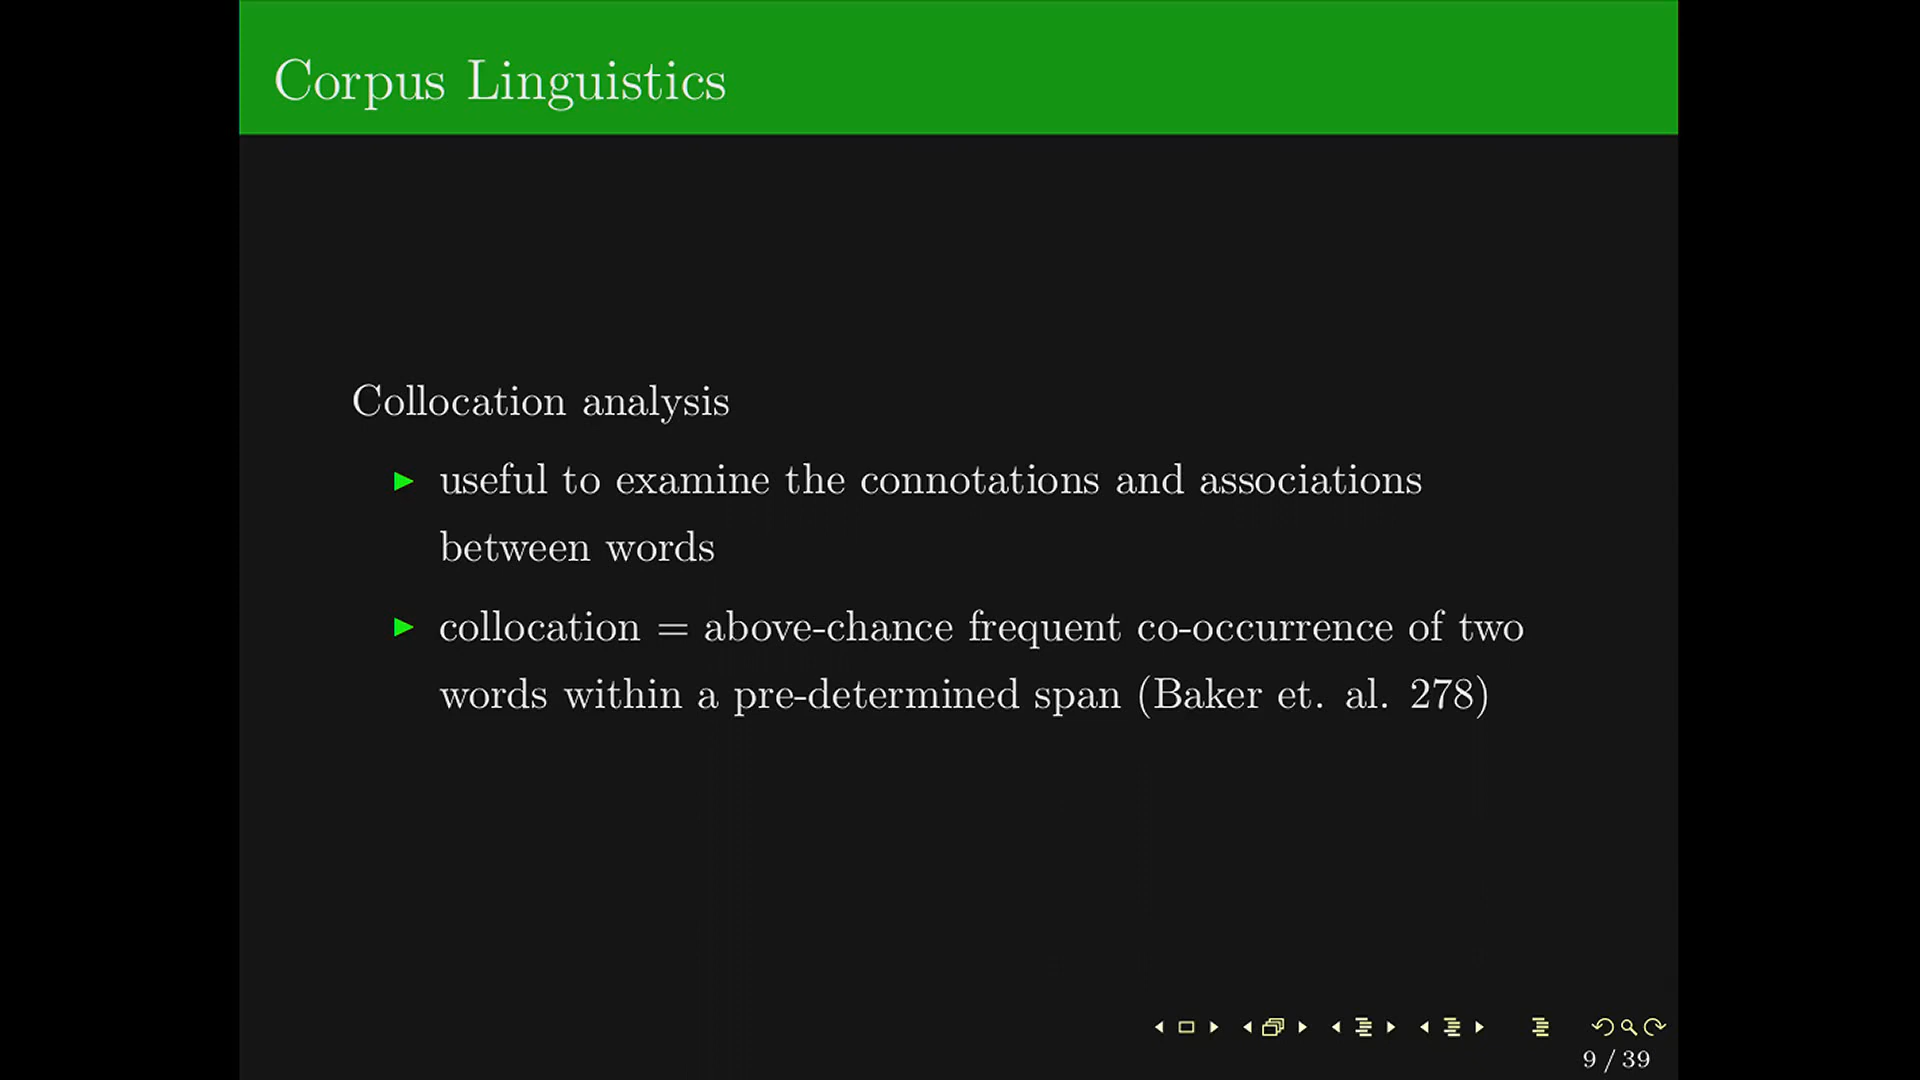 Corpus Linguistics
Collocation analysis
useful to examine the connotations and associations
between words
collocation = above-chance frequent co-occurrence of two
words within a pre-determined span (Baker et. al. 278)
9 / 39